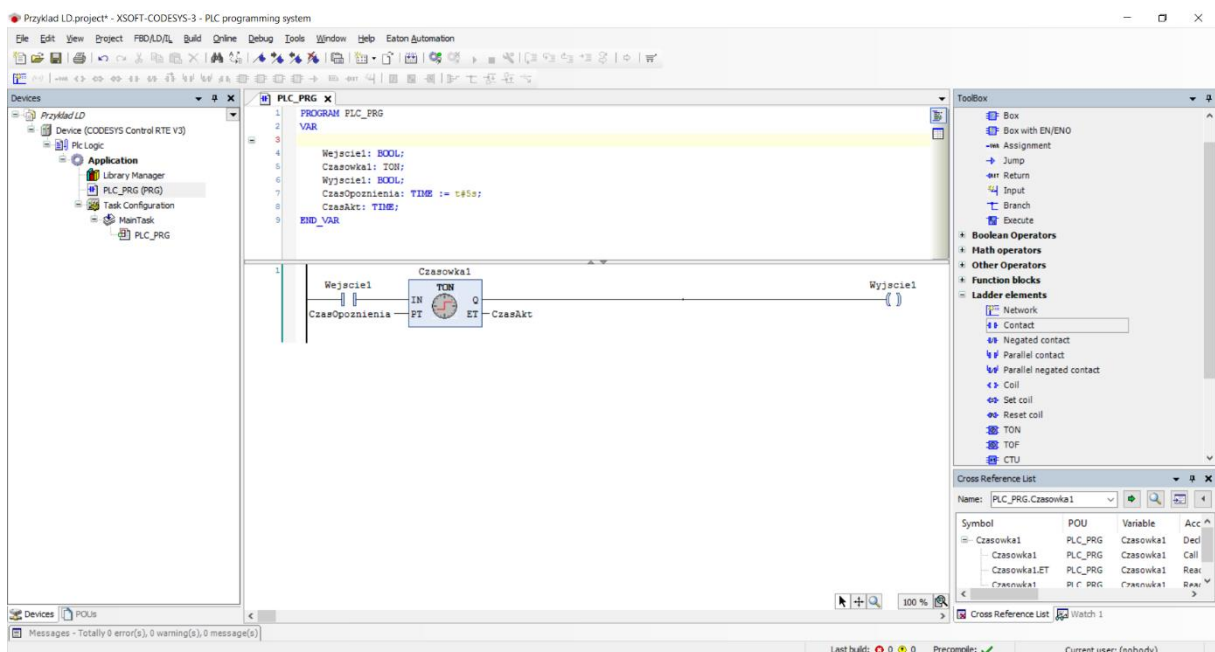 Przyklad LD.project* - XSOFT-CODESYS-3 - PLC programming system
File Edit View Project FBD/LD/IL Build Online Debug Tools Window Help Eaton Automation
Devices
Przyklad LD
Device (CODESYS Control RTE V3)
Plc Logic
Application
Library Manager
PLC_PRG (PRG)
Task Configuration
MainTask
PLC_PRG
Devices POUs
PLC_PRG
1 PROGRAM PLC_PRG
2 VAR
3
4 Wejscie1: BOOL;
5 Czasowka1: TON;
6 Wyjscie1: BOOL;
7 CzasOpoznienia: TIME := t#5s;
8 CzasAkt: TIME;
9 END_VAR
1
Czasowka1
Wejscie1 TON Wyjscie1
IN Q
CzasOpoznienia PT ET CzasAkt
100 %
ToolBox
Box
Box with EN/ENO
Assignment
Jump
Return
Input
Branch
Execute
Boolean Operators
Math operators
Other Operators
Function blocks
Ladder elements
Network
Contact
Negated contact
Parallel contact
Parallel negated contact
Coil
Set coil
Reset coil
TON
TOF
CTU
Cross Reference List
Name: PLC_PRG.Czasowka1
Symbol POU Variable Acc
Czasowka1 PLC_PRG Czasowka1 Decl
Czasowka1 PLC_PRG Czasowka1 Call
Czasowka1.ET PLC_PRG Czasowka1 Read
Czasowka1 PLC_PRG Czasowka1 Read
Cross Reference List Watch 1
Messages - Totally 0 error(s), 0 warning(s), 0 message(s)
Last build: 0 0 Precompile: Current user: (nobody)